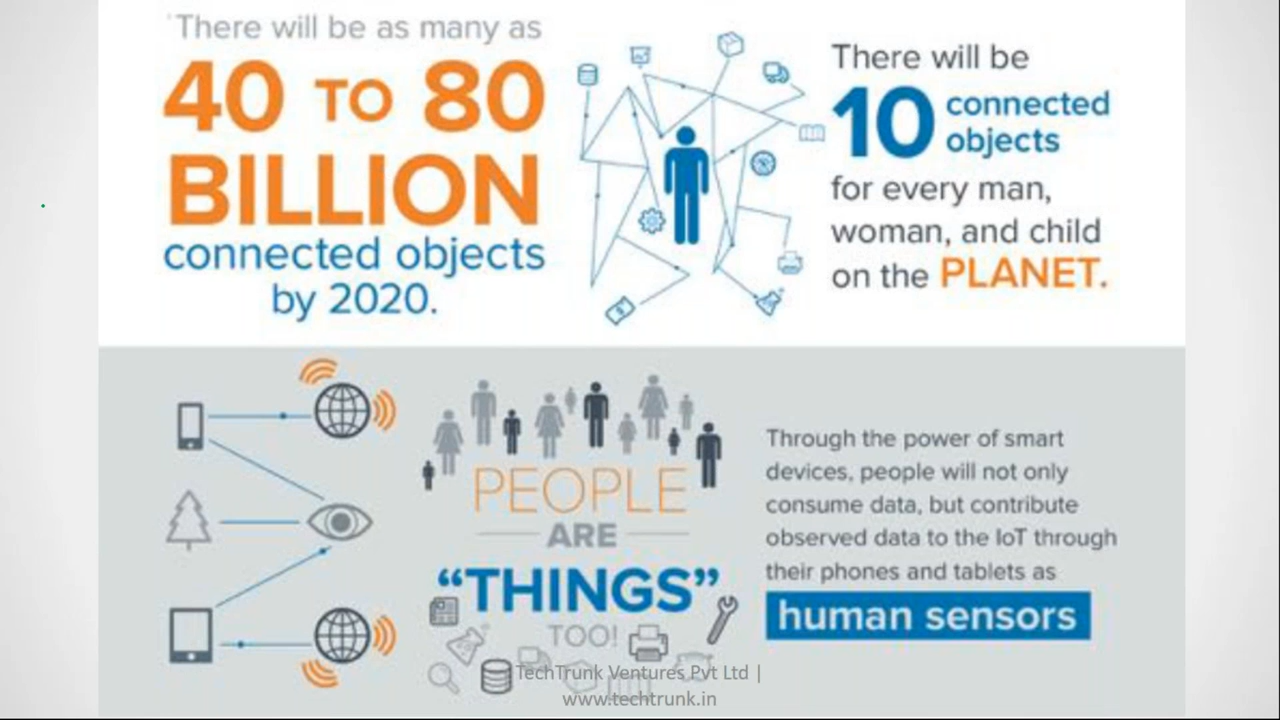 There will be as many as
40 TO 80
BILLION
connected objects
by 2020.
There will be
10 connected
objects
for every man,
woman, and child
on the PLANET.
PEOPLE
ARE
“THINGS”
TOO!
Through the power of smart
devices, people will not only
consume data, but contribute
observed data to the IoT through
their phones and tablets as
human sensors
TechTrunk Ventures Pvt Ltd |
www.techtrunk.in